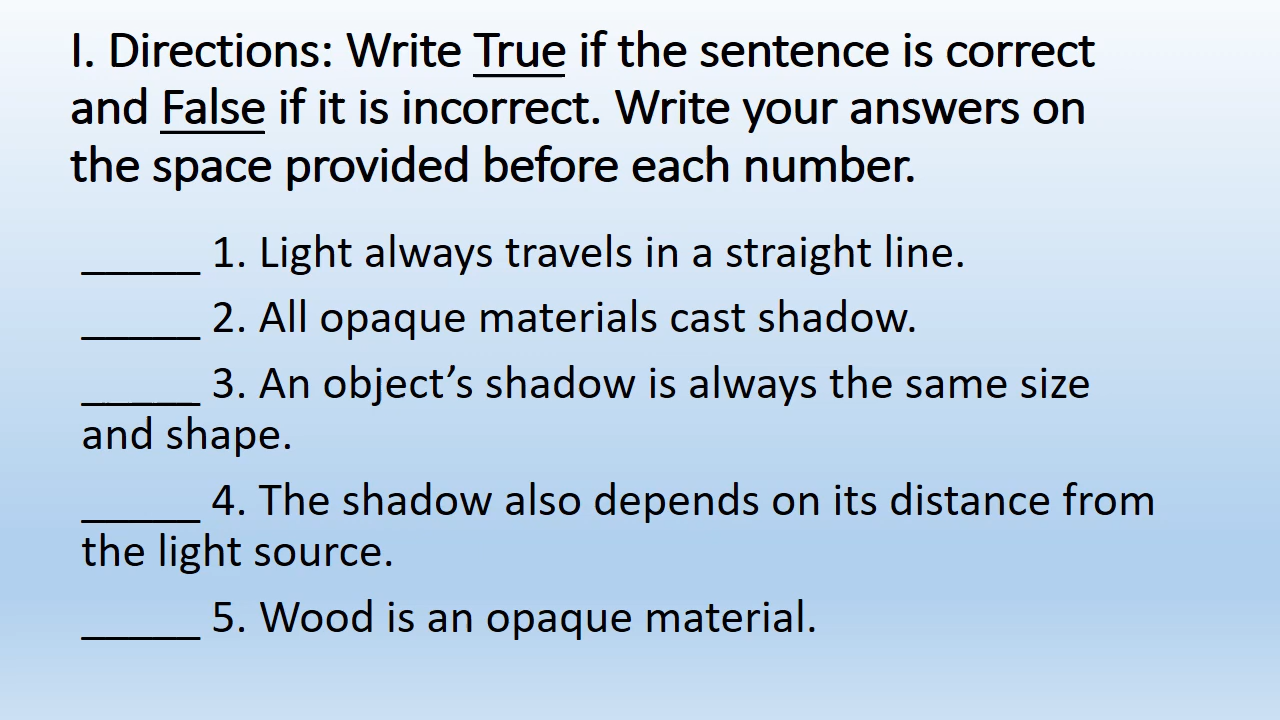 I. Directions: Write True if the sentence is correct
and False if it is incorrect. Write your answers on
the space provided before each number.
_____ 1. Light always travels in a straight line.
_____ 2. All opaque materials cast shadow.
_____ 3. An object’s shadow is always the same size
and shape.
_____ 4. The shadow also depends on its distance from
the light source.
_____ 5. Wood is an opaque material.